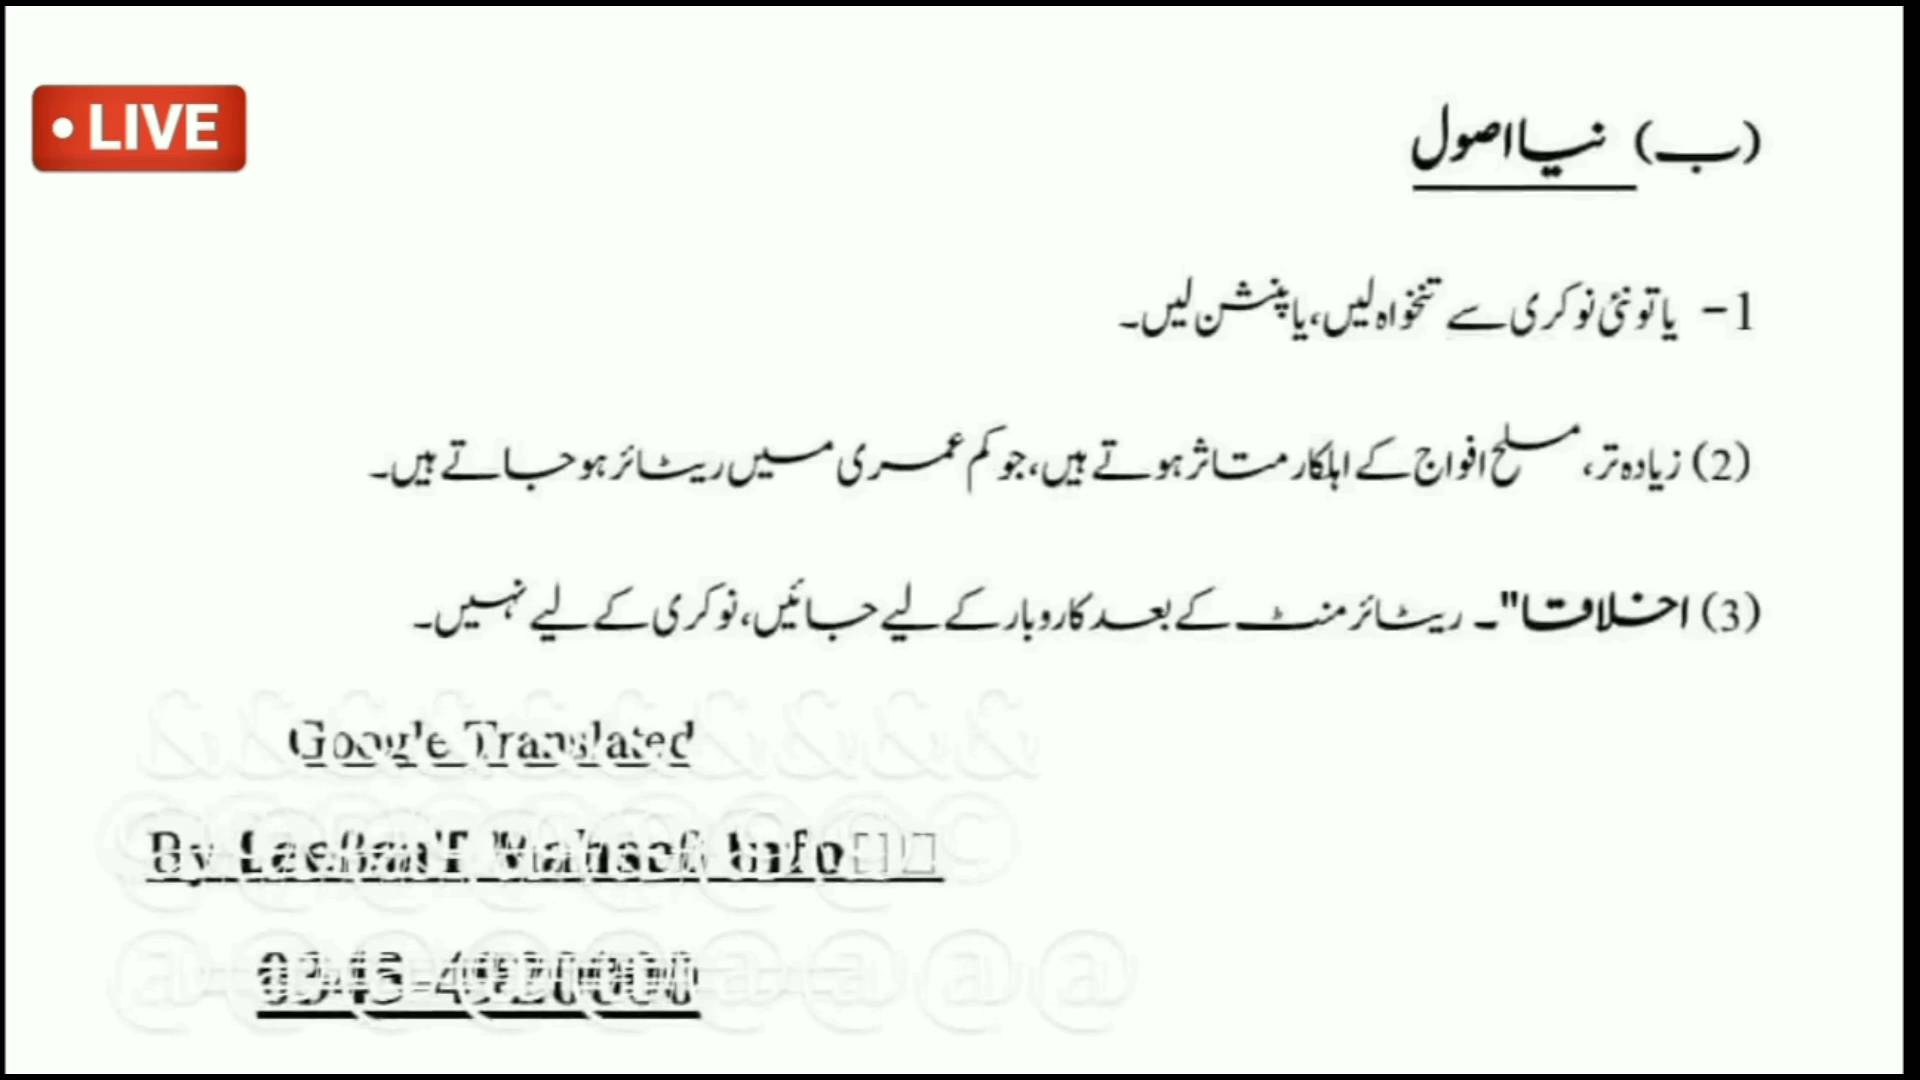 LIVE
(ب) نیا اصول
1- یا تو نئی نوکری سے تنخواہ لیں، یا پنشن لیں۔
(2) زیادہ تر، مسلح افواج کے اہلکار متاثر ہوتے ہیں، جو کم عمری میں ریٹائر ہو جاتے ہیں۔
(3) اخلاقا"۔ ریٹائرمنٹ کے بعد کاروبار کے لیے جائیں، نوکری کے لیے نہیں۔
Google Translated
By Info